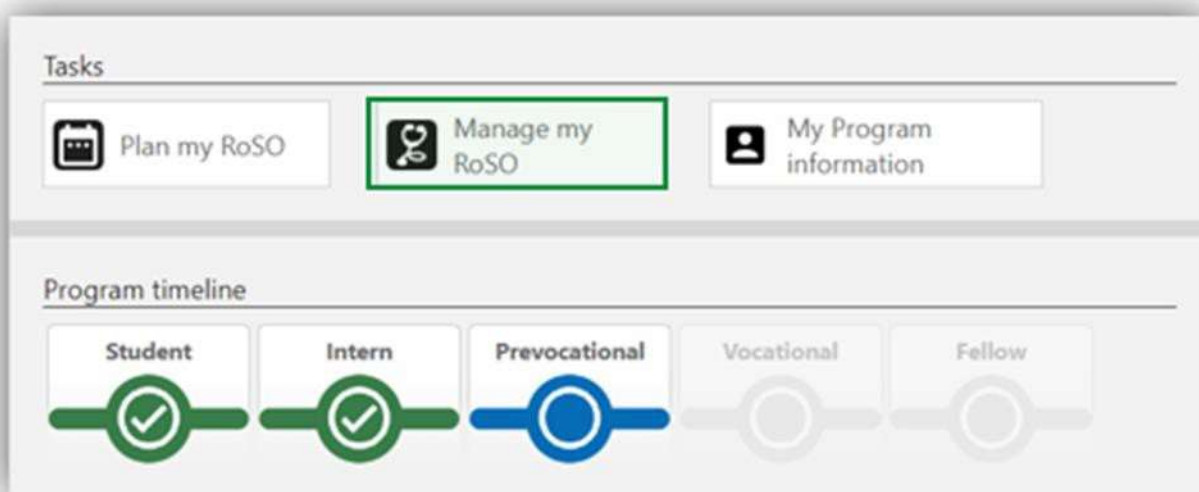 Tasks
Plan my RoSO
Manage my
RoSO
My Program
information
Program timeline
Student
Intern
Prevocational
Vocational
Fellow